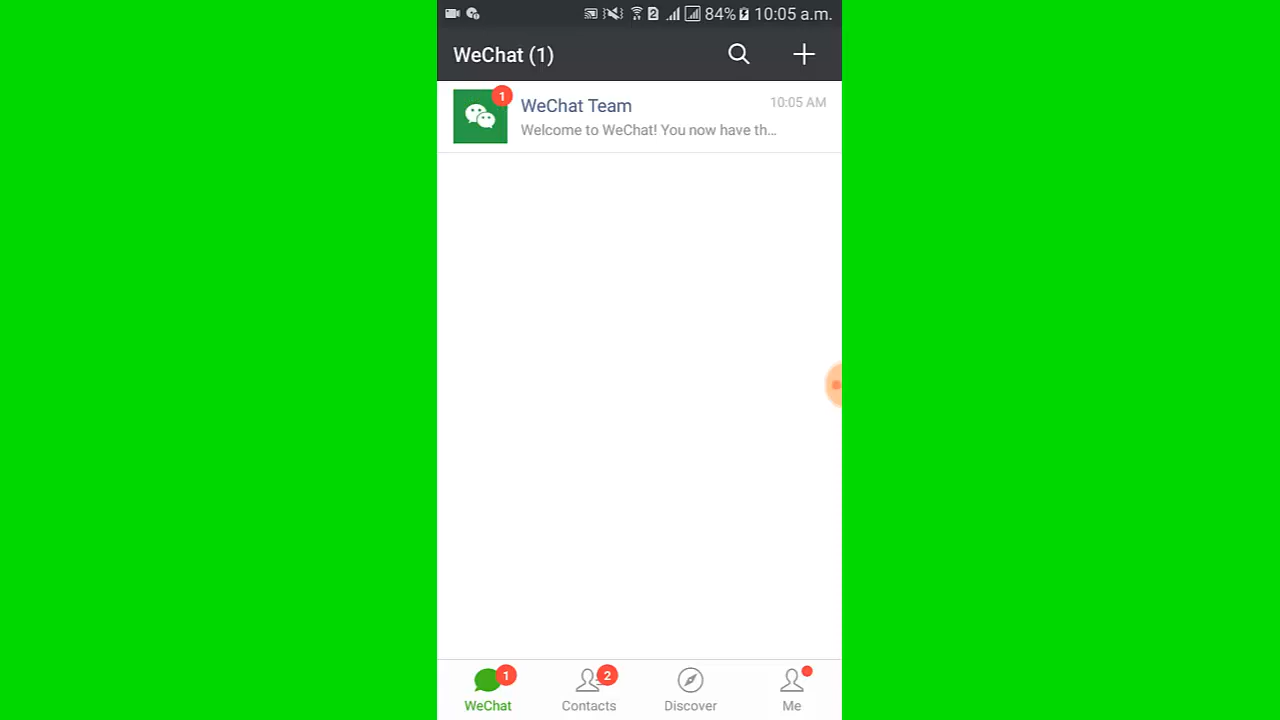 2 84% 10:05 a.m.
WeChat (1)
1
WeChat Team
10:05 AM
Welcome to WeChat! You now have th...
1
2
WeChat
Contacts
Discover
Me